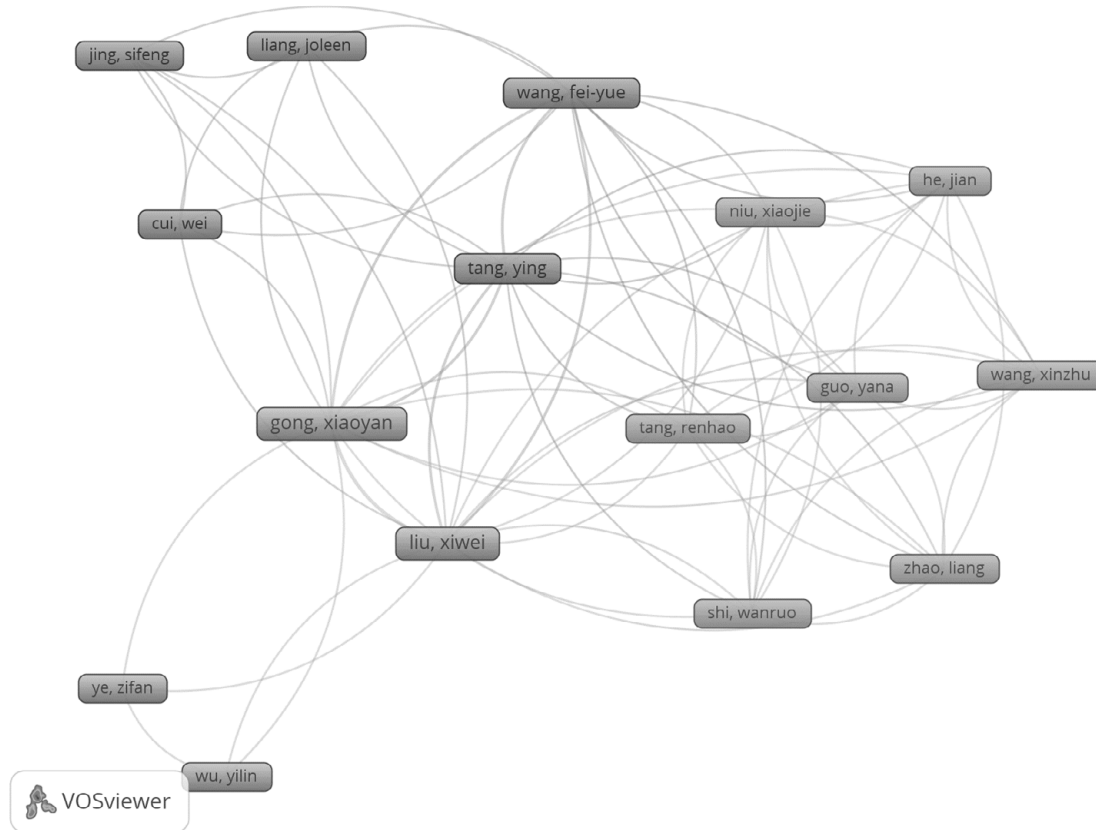 jing, sifeng
liang, joleen
wang, fei-yue
he, jian
niu, xiaojie
cui, wei
tang, ying
wang, xinzhu
guo, yana
gong, xiaoyan
tang, renhao
liu, xiwei
zhao, liang
shi, wanruo
ye, zifan
wu, yilin
VOSviewer